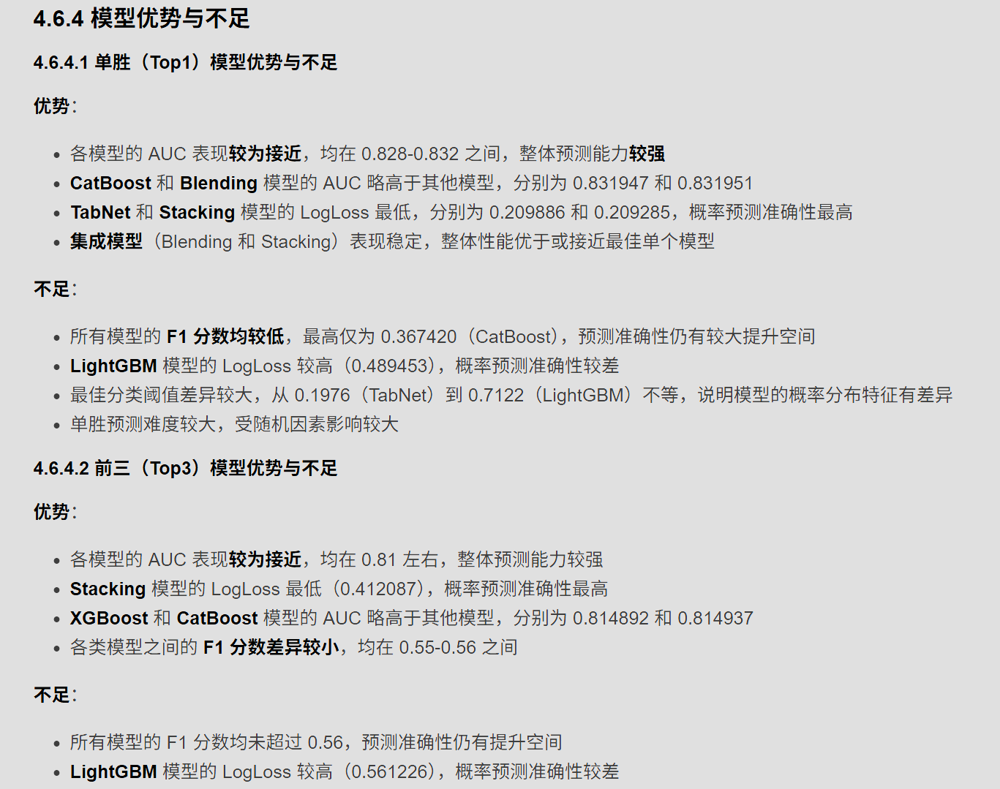 4.6.4 模型优势与不足
4.6.4.1 单胜（Top1）模型优势与不足
优势：
各模型的 AUC 表现较为接近，均在 0.828-0.832 之间，整体预测能力较强
CatBoost 和 Blending 模型的 AUC 略高于其他模型，分别为 0.831947 和 0.831951
TabNet 和 Stacking 模型的 LogLoss 最低，分别为 0.209886 和 0.209285，概率预测准确性最高
集成模型（Blending 和 Stacking）表现稳定，整体性能优于或接近最佳单个模型
不足：
所有模型的 F1 分数均较低，最高仅为 0.367420（CatBoost），预测准确性仍有较大提升空间
LightGBM 模型的 LogLoss 较高（0.489453），概率预测准确性较差
最佳分类阈值差异较大，从 0.1976（TabNet）到 0.7122（LightGBM）不等，说明模型的概率分布特征有差异
单胜预测难度较大，受随机因素影响较大
4.6.4.2 前三（Top3）模型优势与不足
优势：
各模型的 AUC 表现较为接近，均在 0.81 左右，整体预测能力较强
Stacking 模型的 LogLoss 最低（0.412087），概率预测准确性最高
XGBoost 和 CatBoost 模型的 AUC 略高于其他模型，分别为 0.814892 和 0.814937
各类模型之间的 F1 分数差异较小，均在 0.55-0.56 之间
不足：
所有模型的 F1 分数均未超过 0.56，预测准确性仍有提升空间
LightGBM 模型的 LogLoss 较高（0.561226），概率预测准确性较差